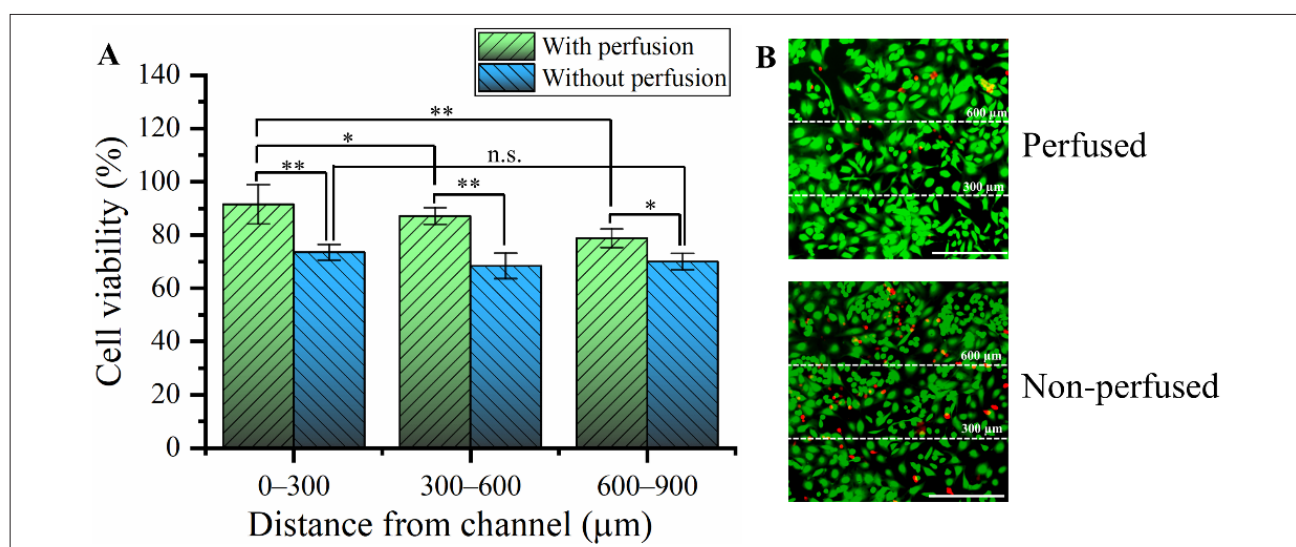 A
With perfusion
Without perfusion
B
140
120
100
80
60
40
20
0
Cell viability (%)
**
*
n.s.
**
**
*
0–300
300–600
600–900
Distance from channel (µm)
600 µm
300 µm
Perfused
600 µm
300 µm
Non-perfused